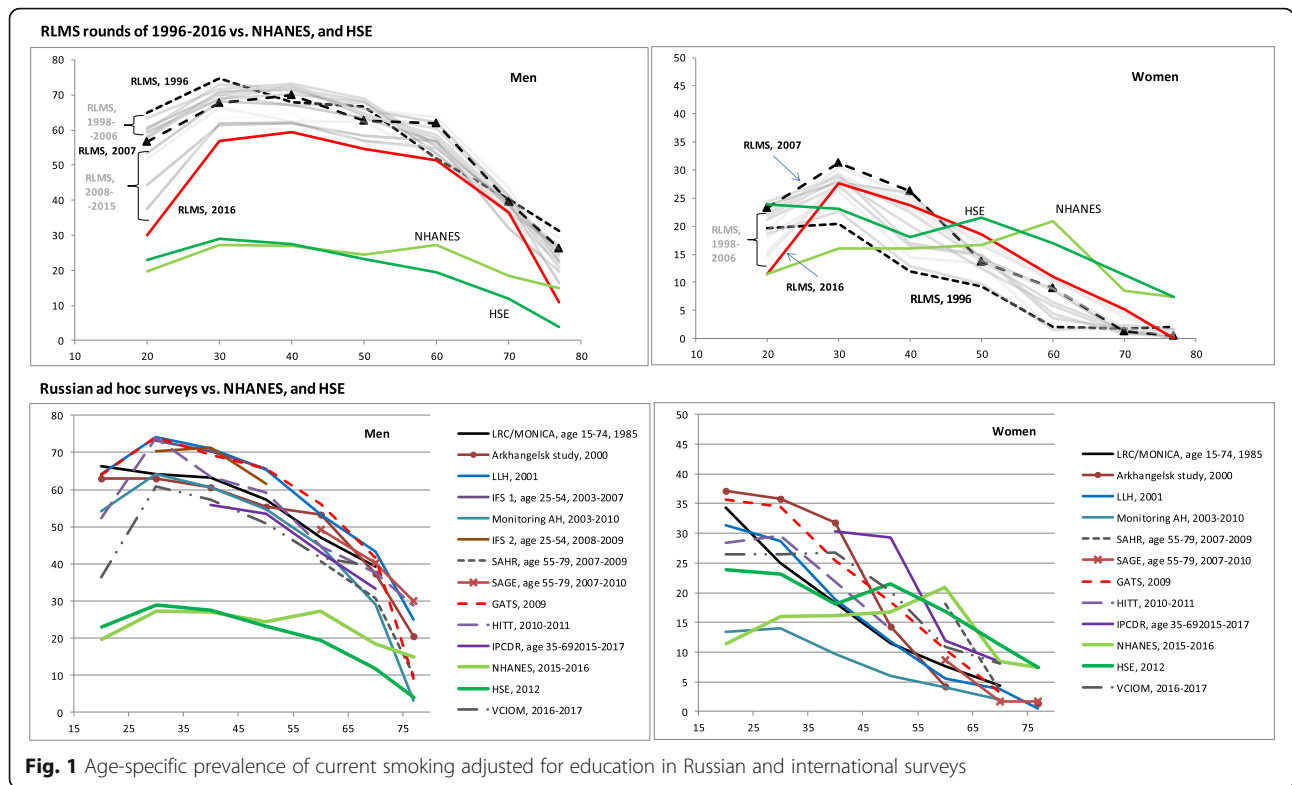 RLMS rounds of 1996-2016 vs. NHANES, and HSE
80
70
60
50
40
30
20
10
0
10
20
30
40
50
60
70
80
Men
RLMS, 1996
RLMS,
1998-
-2006
RLMS, 2007
RLMS,
2008-
-2015
RLMS, 2016
NHANES
HSE
50
45
40
35
30
25
20
15
10
5
0
10
20
30
40
50
60
70
80
Women
RLMS, 2007
HSE
NHANES
RLMS,
1998-
-2006
RLMS, 2016
RLMS, 1996
Russian ad hoc surveys vs. NHANES, and HSE
80
70
60
50
40
30
20
10
0
15
25
35
45
55
65
75
Men
LRC/MONICA, age 15-74, 1985
Arkhangelsk study, 2000
LLH, 2001
IFS 1, age 25-54, 2003-2007
Monitoring AH, 2003-2010
IFS 2, age 25-54, 2008-2009
SAHR, age 55-79, 2007-2009
SAGE, age 55-79, 2007-2010
GATS, 2009
HITT, 2010-2011
IPCDR, age 35-692015-2017
NHANES, 2015-2016
HSE, 2012
VCIOM, 2016-2017
50
45
40
35
30
25
20
15
10
5
0
15
25
35
45
55
65
75
Women
LRC/MONICA, age 15-74, 1985
Arkhangelsk study, 2000
LLH, 2001
Monitoring AH, 2003-2010
SAHR, age 55-79, 2007-2009
SAGE, age 55-79, 2007-2010
GATS, 2009
HITT, 2010-2011
IPCDR, age 35-692015-2017
NHANES, 2015-2016
HSE, 2012
VCIOM, 2016-2017
Fig. 1 Age-specific prevalence of current smoking adjusted for education in Russian and international surveys